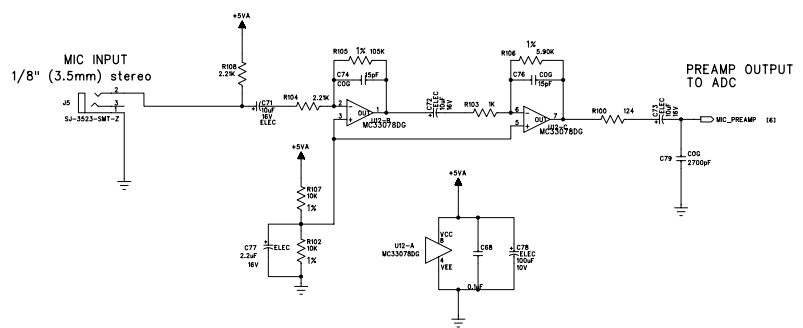 MIC INPUT
1/8" (3.5mm) stereo
J5
2
3
1
SJ-3523-SMT-Z
+5VA
R108
2.21K
C71
10uF
16V
ELEC
R104
2.21K
R105
1%
105K
C74
15pF
COG
2
3
1
OUT
U12-B
MC33078DG
C72
ELEC
10uF
16V
R103
1K
1%
R106
5.90K
C76
COG
15pF
6
5
7
OUT
U12-C
MC33078DG
R100
124
C73
ELEC
10uF
16V
PREAMP OUTPUT
TO ADC
MIC_PREAMP
[6]
C79
COG
2700pF
+5VA
R107
10K
1%
R102
10K
1%
C77
2.2uF
16V
ELEC
+5VA
U12-A
MC33078DG
VCC
8
4
VEE
C68
0.1uF
C78
ELEC
100uF
10V